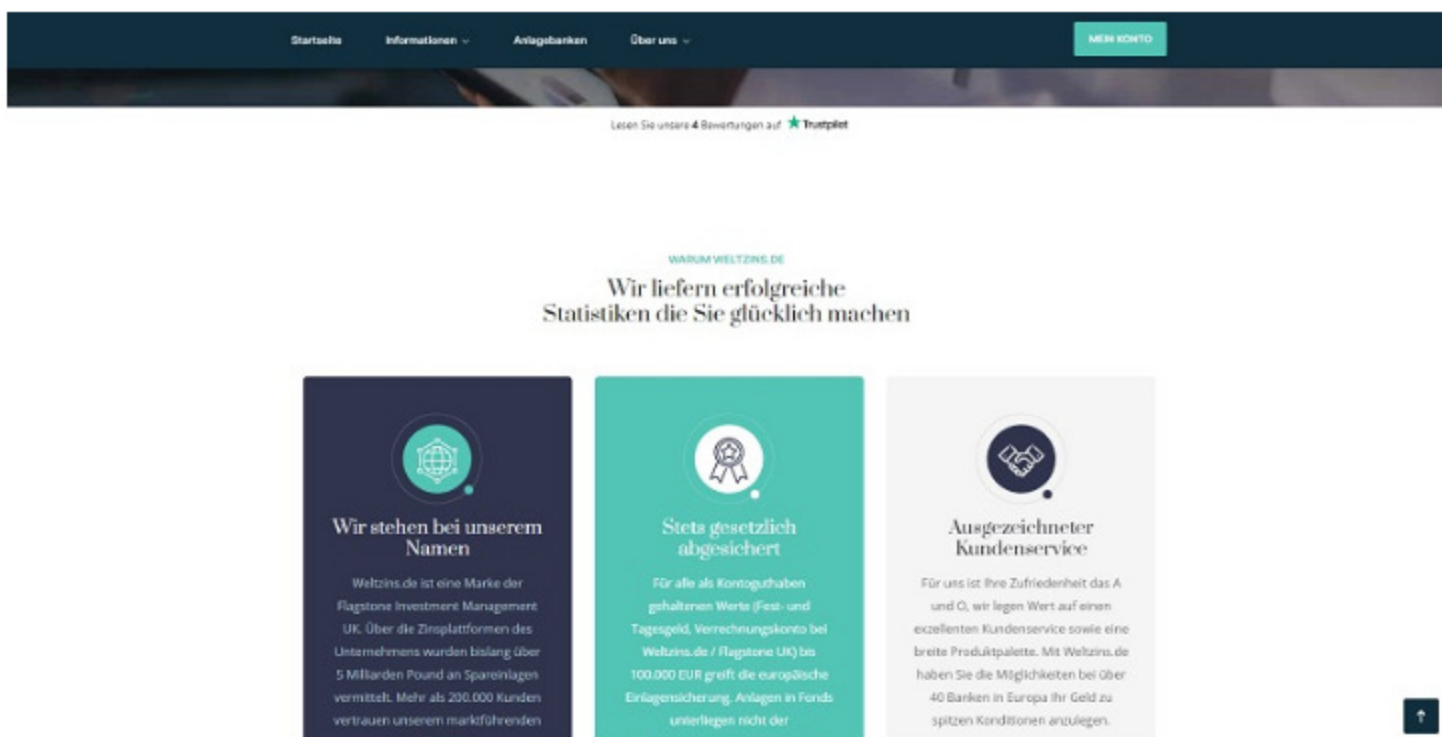 Startseite Informationen Anlagebanken Über uns MEIN KONTO
Lesen Sie unsere 4 Bewertungen auf Trustpilot
WARUM WELTZINS.DE
Wir liefern erfolgreiche
Statistiken die Sie glücklich machen
Wir stehen bei unserem
Namen
Weltzins.de ist eine Marke der
Flagstone Investment Management
UK. Über die Zinsplattformen des
Unternehmens wurden bislang über
5 Milliarden Pound an Spareinlagen
vermittelt. Mehr als 200.000 Kunden
vertrauen unserem marktführenden
Stets gesetzlich
abgesichert
Für alle als Kontoguthaben
gehaltenen Werte (Fest- und
Tagesgeld, Verrechnungskonto bei
Weltzins.de / Flagstone UK) bis
100.000 EUR greift die europäische
Einlagensicherung. Anlagen in Fonds
unterliegen nicht der
Ausgezeichneter
Kundenservice
Für uns ist Ihre Zufriedenheit das A
und O, wir legen Wert auf einen
exzellenten Kundenservice sowie eine
breite Produktpalette. Mit Weltzins.de
haben Sie die Möglichkeiten bei über
40 Banken in Europa Ihr Geld zu
spitzen Konditionen anzulegen.